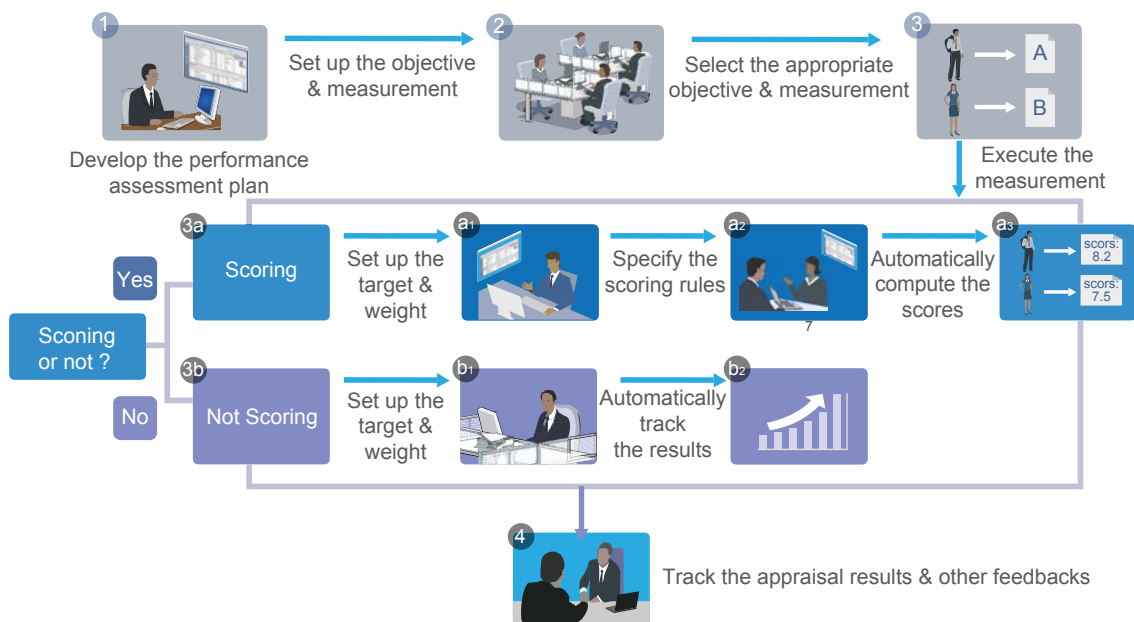 1
Set up the objective
& measurement
2
Select the appropriate
objective & measurement
3
A
B
Develop the performance
assessment plan
Execute the
measurement
Sconing
or not ?
Yes
3a
Scoring
Set up the
target &
weight
a1
Specify the
scoring rules
a2
7
Automatically
compute the
scores
a3
scors:
8.2
scors:
7.5
No
3b
Not Scoring
Set up the
target &
weight
b1
Automatically
track
the results
b2
4
Track the appraisal results & other feedbacks